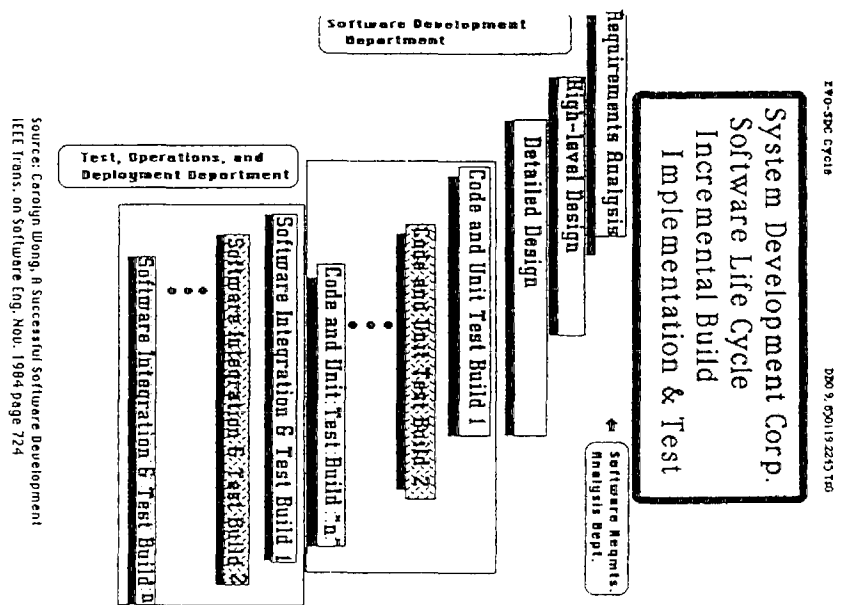 System Development Corp.
Software Life Cycle
Incremental Build
Implementation & Test
Requirements Analysis
Software Reqmts.
Analysis Dept.
High-level Design
Detailed Design
Software Development
Department
Code and Unit Test Build 1
Code and Unit Test Build 2
Code and Unit Test Build "n"
Test, Operations, and
Deployment Department
Software Integration & Test Build 1
Software Integration & Test Build 2
Software Integration & Test Build n
Source: Carolyn Wong, A Successful Software Development
IEEE Trans. on Software Eng. Nov. 1984 page 724